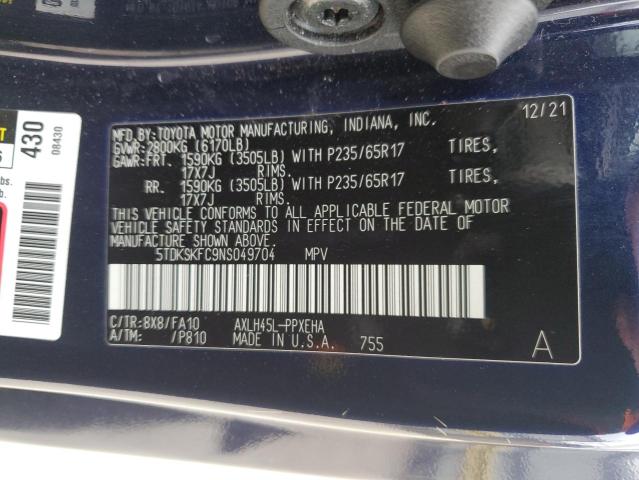 MFD. BY:TOYOTA MOTOR MANUFACTURING, INDIANA, INC. 12/21
GVWR:2800KG (6170LB)
GAWR:FRT. 1590KG (3505LB) WITH P235/65R17 TIRES,
17X7J RIMS.
RR. 1590KG (3505LB) WITH P235/65R17 TIRES,
17X7J RIMS.
THIS VEHICLE CONFORMS TO ALL APPLICABLE FEDERAL MOTOR
VEHICLE SAFETY STANDARDS IN EFFECT ON THE DATE OF
MANUFACTURE SHOWN ABOVE.
5TDKSKFC9NS049704 MPV
C/TR:8X8/FA10 AXLH45L-PPXEHA
A/TM: /P810 MADE IN U.S.A. 755 A
430
08430